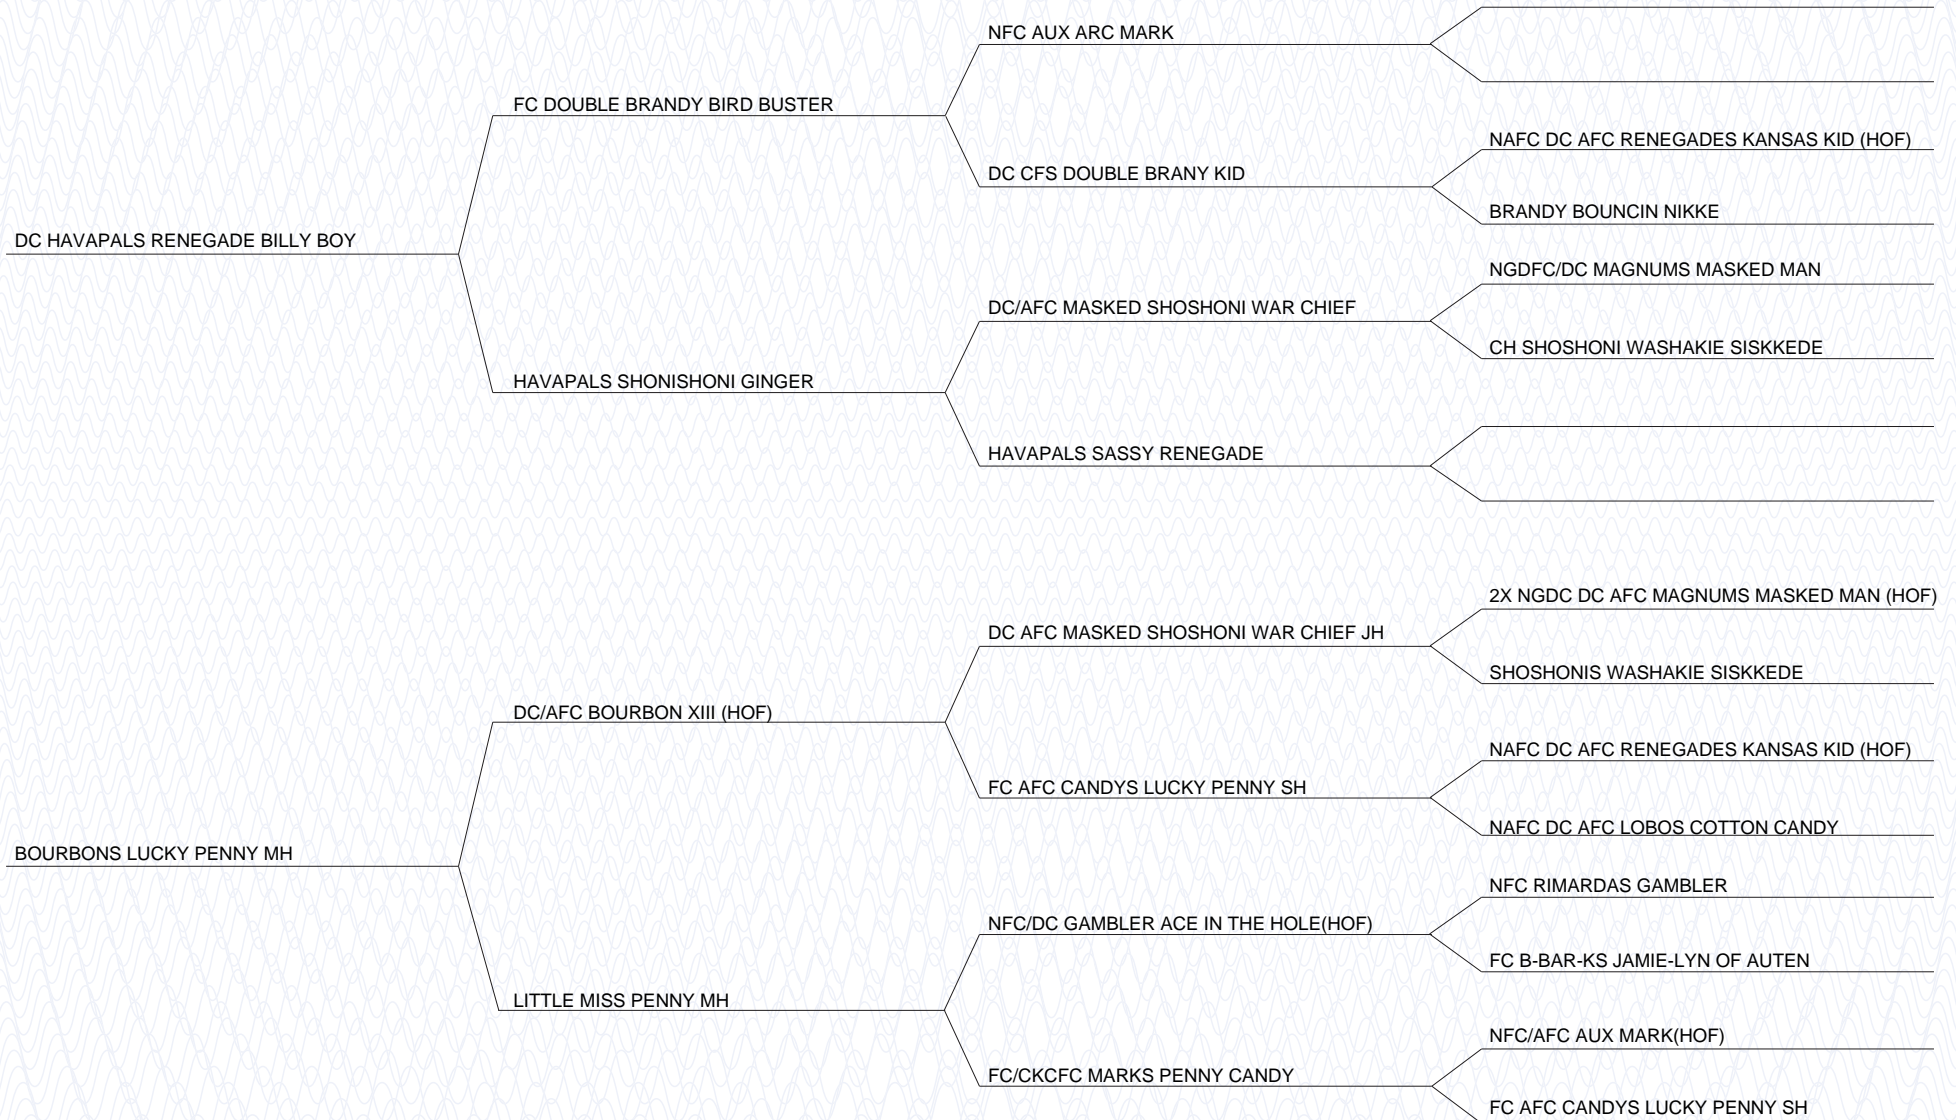 NFC AUX ARC MARK
FC DOUBLE BRANDY BIRD BUSTER
NAFC DC AFC RENEGADES KANSAS KID (HOF)
DC CFS DOUBLE BRANY KID
BRANDY BOUNCIN NIKKE
DC HAVAPALS RENEGADE BILLY BOY
NGDFC/DC MAGNUMS MASKED MAN
DC/AFC MASKED SHOSHONI WAR CHIEF
CH SHOSHONI WASHAKIE SISKKEDE
HAVAPALS SHONISHONI GINGER
HAVAPALS SASSY RENEGADE
2X NGDC DC AFC MAGNUMS MASKED MAN (HOF)
DC AFC MASKED SHOSHONI WAR CHIEF JH
SHOSHONIS WASHAKIE SISKKEDE
DC/AFC BOURBON XIII (HOF)
NAFC DC AFC RENEGADES KANSAS KID (HOF)
FC AFC CANDYS LUCKY PENNY SH
NAFC DC AFC LOBOS COTTON CANDY
BOURBONS LUCKY PENNY MH
NFC RIMARDAS GAMBLER
NFC/DC GAMBLER ACE IN THE HOLE(HOF)
FC B-BAR-KS JAMIE-LYN OF AUTEN
LITTLE MISS PENNY MH
NFC/AFC AUX MARK(HOF)
FC/CKCFC MARKS PENNY CANDY
FC AFC CANDYS LUCKY PENNY SH